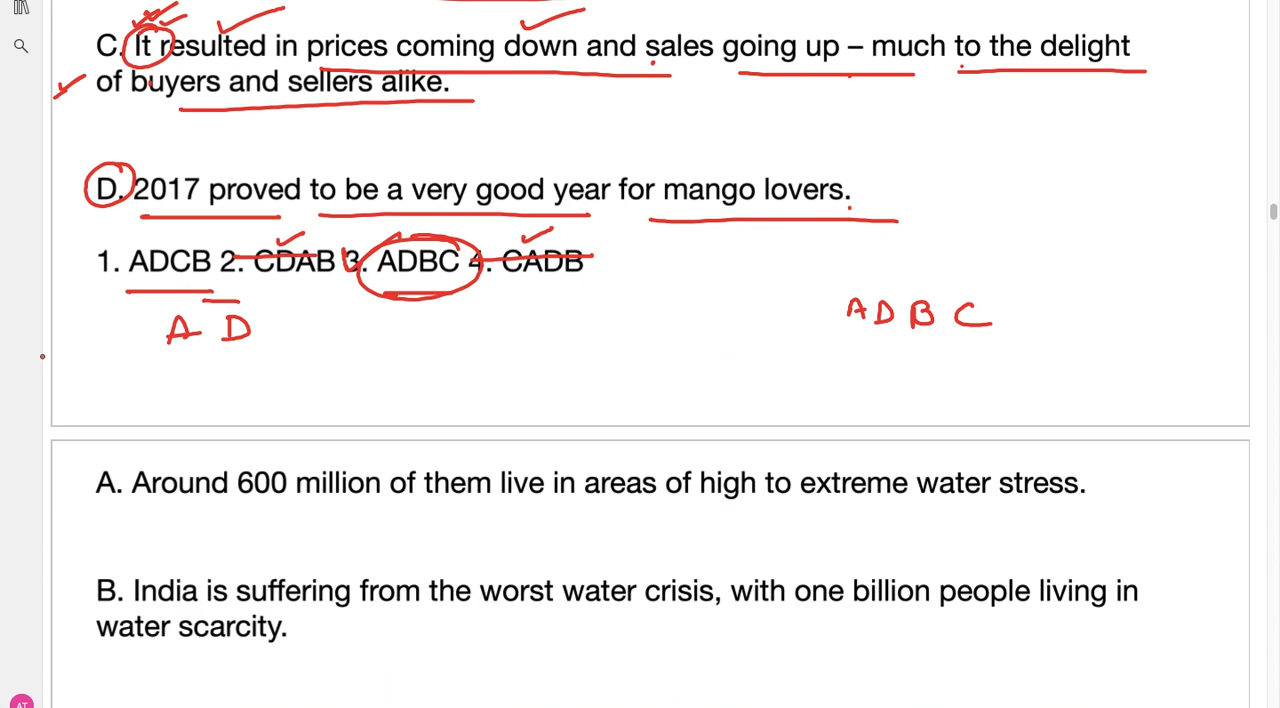 C. It resulted in prices coming down and sales going up – much to the delight
of buyers and sellers alike.
D. 2017 proved to be a very good year for mango lovers.
1. ADCB 2. CDAB 3. ADBC 4. CADB
A D
A D B C
A. Around 600 million of them live in areas of high to extreme water stress.
B. India is suffering from the worst water crisis, with one billion people living in
water scarcity.
AT